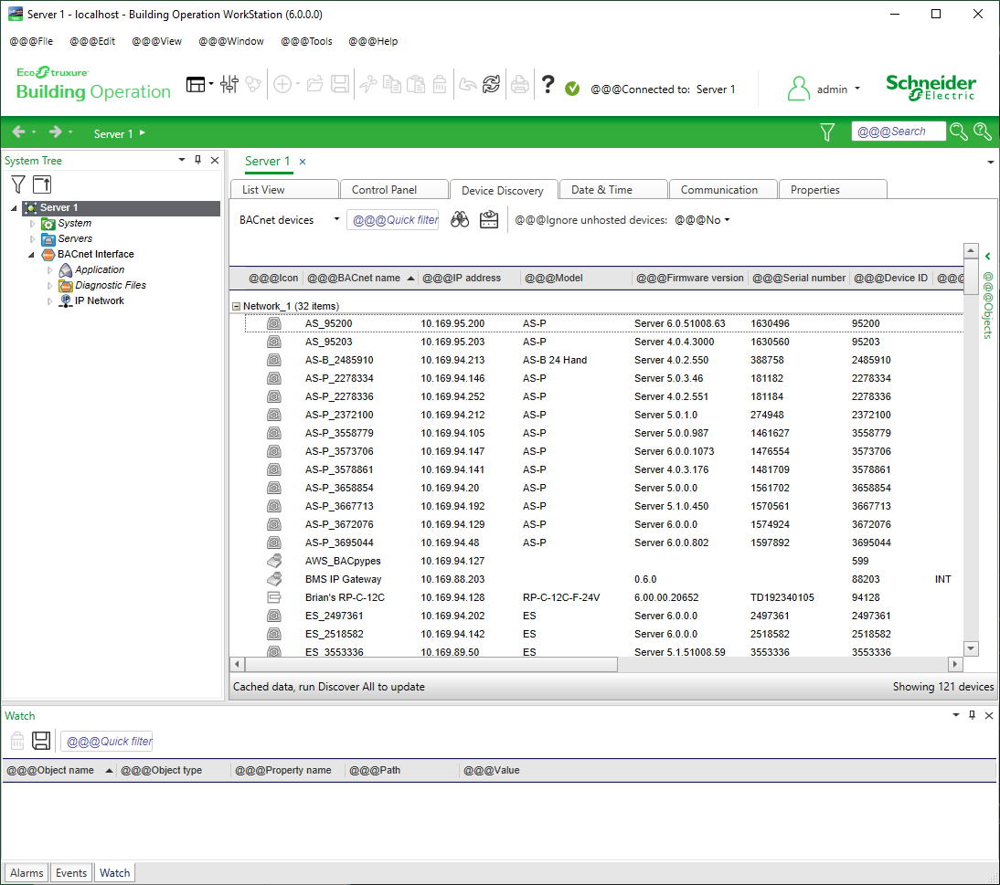 Server 1 - localhost - Building Operation WorkStation (6.0.0.0)
@@@File @@@Edit @@@View @@@Window @@@Tools @@@Help
EcoStruxure
Building Operation
@@@Connected to: Server 1
admin
Schneider
Electric
Server 1
@@@Search
System Tree
Server 1
System
Servers
BACnet Interface
Application
Diagnostic Files
IP Network
Server 1
List View Control Panel Device Discovery Date & Time Communication Properties
BACnet devices @@@Quick filter @@@Ignore unhosted devices: @@@No
@@@Objects
@@@Icon @@@BACnet name @@@IP address @@@Model @@@Firmware version @@@Serial number @@@Device ID @@@
Network_1 (32 items)
AS_95200 10.169.95.200 AS-P Server 6.0.51008.63 1630496 95200
AS_95203 10.169.95.203 AS-P Server 4.0.4.3000 1630560 95203
AS-B_2485910 10.169.94.213 AS-B 24 Hand Server 4.0.2.550 388758 2485910
AS-P_2278334 10.169.94.146 AS-P Server 5.0.3.46 181182 2278334
AS-P_2278336 10.169.94.252 AS-P Server 4.0.2.551 181184 2278336
AS-P_2372100 10.169.94.212 AS-P Server 5.0.1.0 274948 2372100
AS-P_3558779 10.169.94.105 AS-P Server 5.0.0.987 1461627 3558779
AS-P_3573706 10.169.94.147 AS-P Server 6.0.0.1073 1476554 3573706
AS-P_3578861 10.169.94.141 AS-P Server 4.0.3.176 1481709 3578861
AS-P_3658854 10.169.94.20 AS-P Server 5.0.0.0 1561702 3658854
AS-P_3667713 10.169.94.192 AS-P Server 5.1.0.450 1570561 3667713
AS-P_3672076 10.169.94.129 AS-P Server 6.0.0.0 1574924 3672076
AS-P_3695044 10.169.94.48 AS-P Server 6.0.0.802 1597892 3695044
AWS_BACpypes 10.169.94.127 599
BMS IP Gateway 10.169.88.203 0.6.0 88203 INT
Brian's RP-C-12C 10.169.94.128 RP-C-12C-F-24V 6.00.00.20652 TD192340105 94128
ES_2497361 10.169.94.202 ES Server 6.0.0.0 2497361 2497361
ES_2518582 10.169.94.142 ES Server 6.0.0.0 2518582 2518582
ES_3553336 10.169.89.50 ES Server 5.1.51008.59 3553336 3553336
Cached data, run Discover All to update Showing 121 devices
Watch
@@@Quick filter
@@@Object name @@@Object type @@@Property name @@@Path @@@Value
Alarms Events Watch